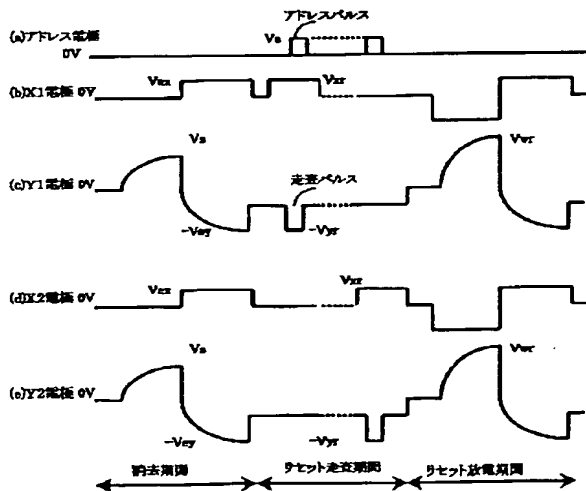 アドレスパルス
(a)アドレス電極
Va
0V
Vex
Vxr
(b)X1電極 0V
Vs
Vwr
(c)Y1電極 0V
走査パルス
-Vey
-Vyr
Vex
Vxr
(d)X2電極 0V
Vs
Vwr
(e)Y2電極 0V
-Vey
-Vyr
消去期間
リセット走査期間
リセット放電期間